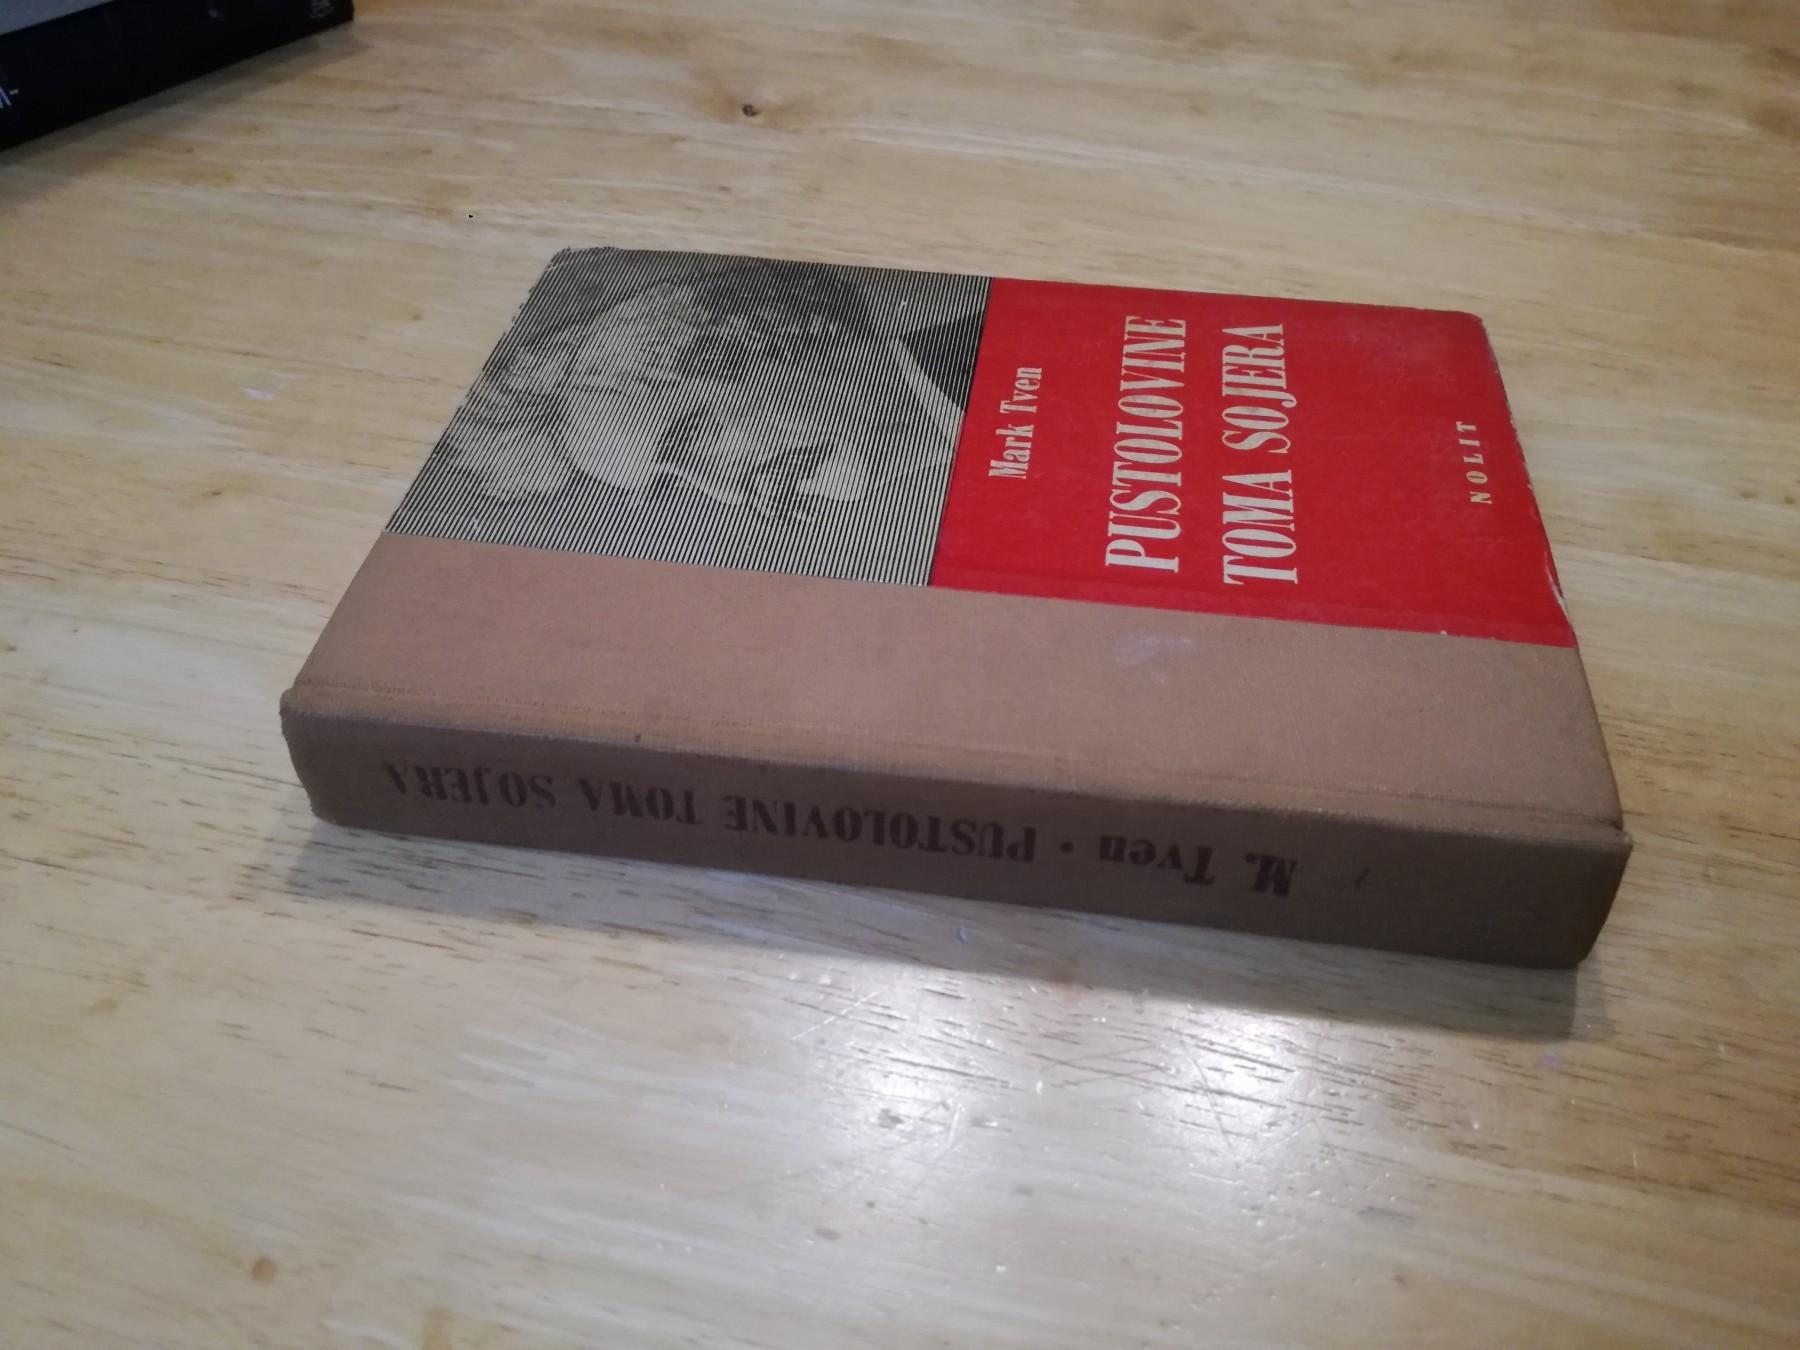 Mark Tven
PUSTOLOVINE
TOMA SOJERA
NOLIT
M. Tven • PUSTOLOVINE TOMA SOJERA